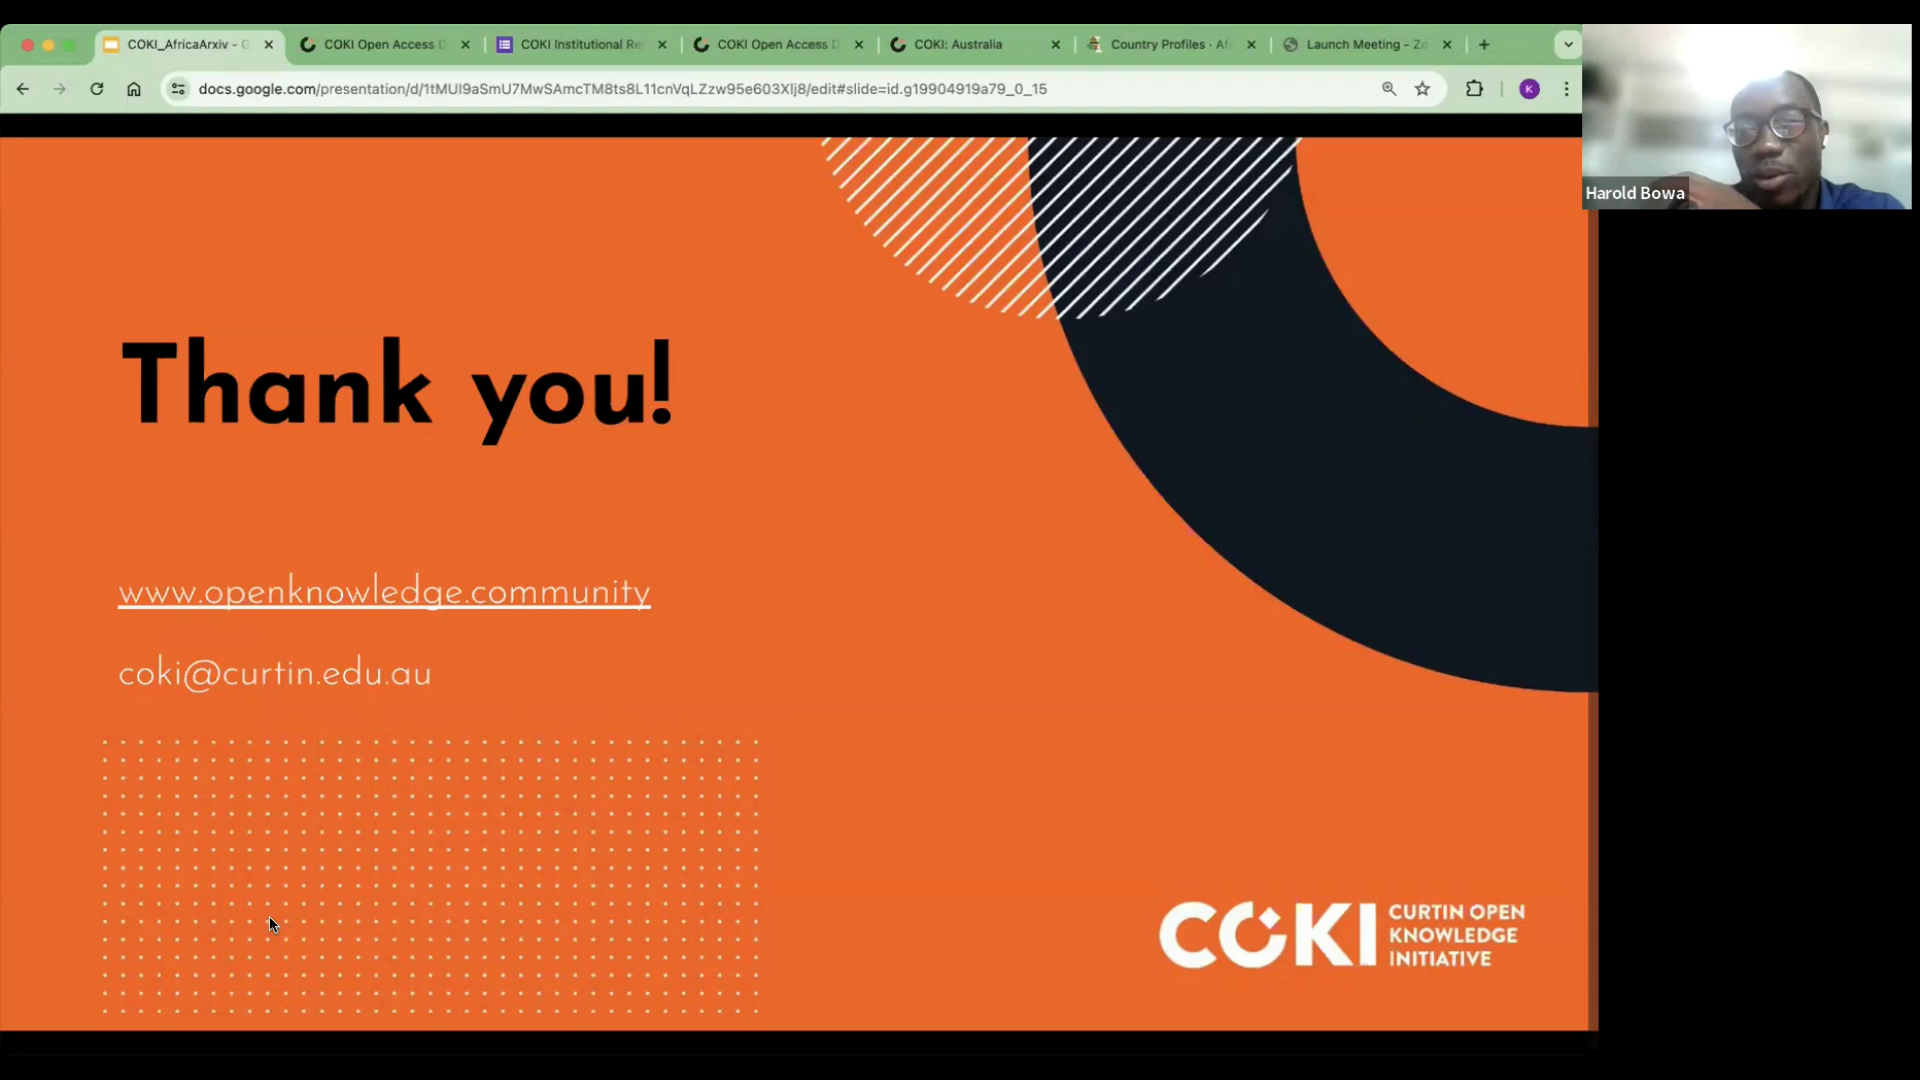 COKI_AfricaArxiv - G
COKI Open Access D
COKI Institutional Re
COKI Open Access D
COKI: Australia
Country Profiles · Afr
Launch Meeting - Zo
docs.google.com/presentation/d/1tMUI9aSmU7MwSAmcTM8ts8L11cnVqLZzw95e603Xlj8/edit#slide=id.g19904919a79_0_15
K
Harold Bowa
Thank you!
www.openknowledge.community
coki@curtin.edu.au
COKI
CURTIN OPEN
KNOWLEDGE
INITIATIVE